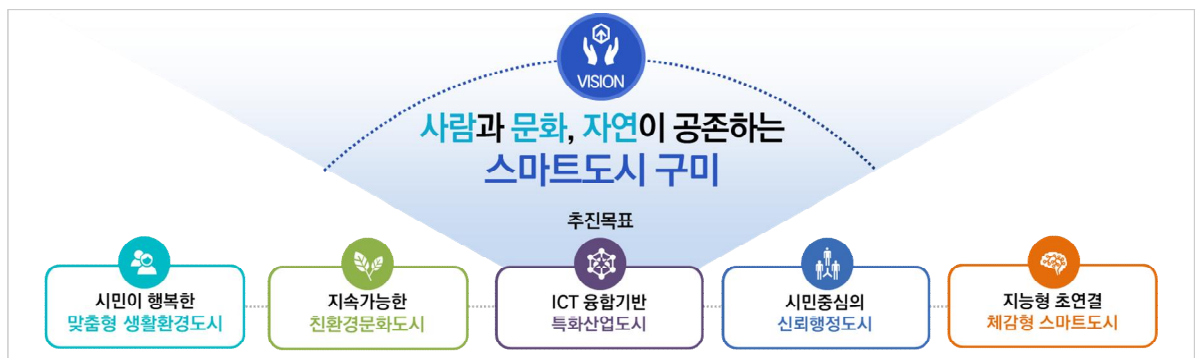 VISION
사람과 문화, 자연이 공존하는
스마트도시 구미
추진목표
시민이 행복한
맞춤형 생활환경도시
지속가능한
친환경문화도시
ICT 융합기반
특화산업도시
시민중심의
신뢰행정도시
지능형 초연결
체감형 스마트도시